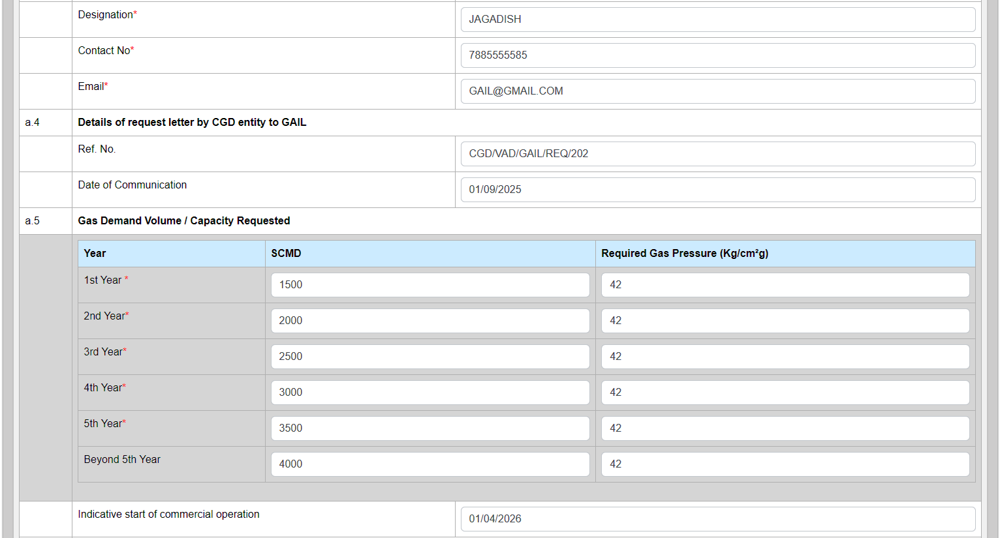 Designation* JAGADISH
Contact No* 7885555585
Email* GAIL@GMAIL.COM
a.4 Details of request letter by CGD entity to GAIL
Ref. No. CGD/VAD/GAIL/REQ/202
Date of Communication 01/09/2025
a.5 Gas Demand Volume / Capacity Requested
Year SCMD Required Gas Pressure (Kg/cm²g)
1st Year * 1500 42
2nd Year* 2000 42
3rd Year* 2500 42
4th Year* 3000 42
5th Year* 3500 42
Beyond 5th Year 4000 42
Indicative start of commercial operation 01/04/2026